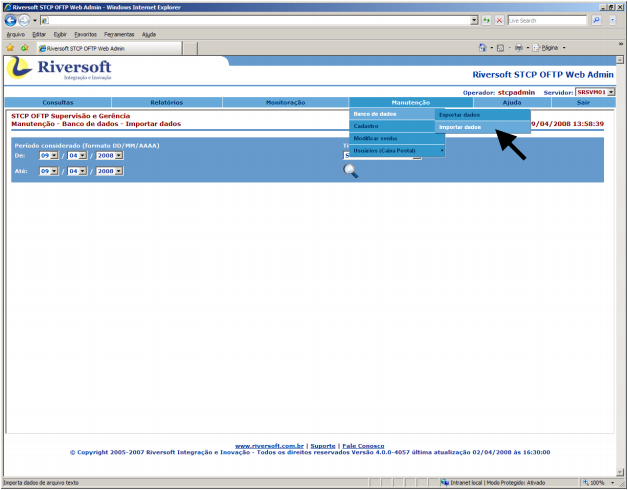 Riversoft STCP OFTP Web Admin - Windows Internet Explorer
Live Search
Arquivo Editar Exibir Favoritos Ferramentas Ajuda
Riversoft STCP OFTP Web Admin
Página
Riversoft
Integração e Inovação
Riversoft STCP OFTP Web Admin
Operador: stcpadmin Servidor: SRSVM01
Consultas Relatórios Monitoração Manutenção Ajuda Sair
STCP OFTP Supervisão e Gerência
Manutenção - Banco de dados - Importar dados
9/04/2008 13:58:39
Banco de dados
Cadastro
Modificar senha
Usuários (Caixa Postal)
Exportar dados
Importar dados
Período considerado (formato DD/MM/AAAA)
De: 09 / 04 / 2008
Até: 09 / 04 / 2008
www.riversoft.com.br | Suporte | Fale Conosco
© Copyright 2005-2007 Riversoft Integração e Inovação - Todos os direitos reservados Versão 4.0.0-4057 última atualização 02/04/2008 às 16:30:00
Importa dados de arquivo texto
Intranet local | Modo Protegido: Ativado
100%